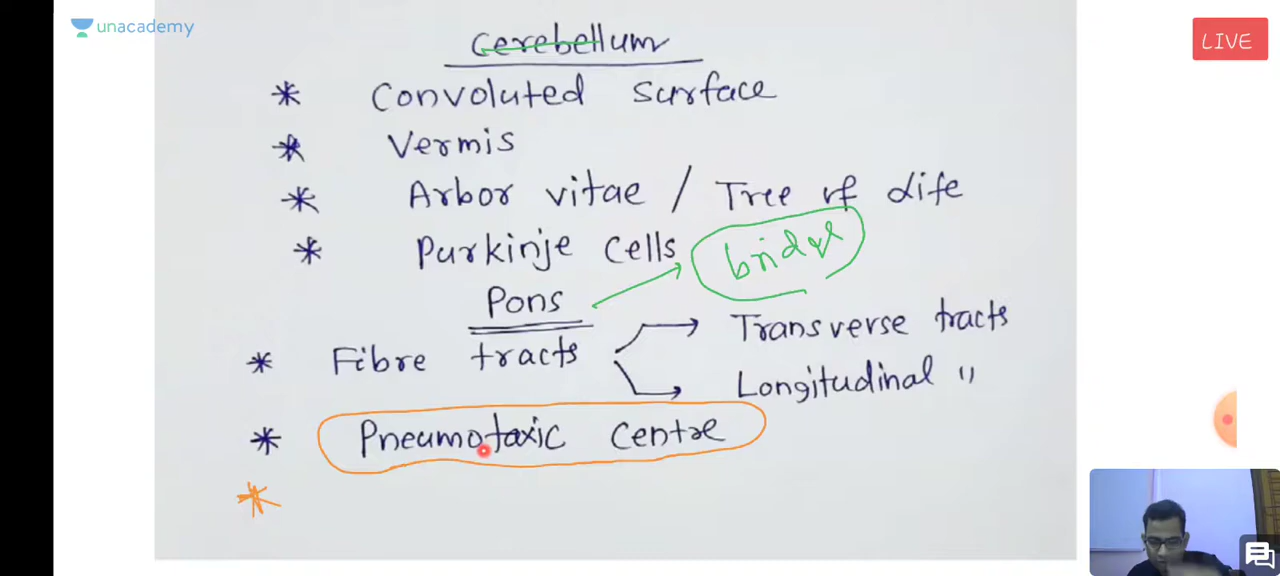 unacademy
LIVE
Cerebellum
* Convoluted surface
* Vermis
* Arbor vitae / Tree of life
* Purkinje cells
bridge
Pons
* Fibre tracts → Transverse tracts
→ Longitudinal "
* Pneumotaxic centre
*